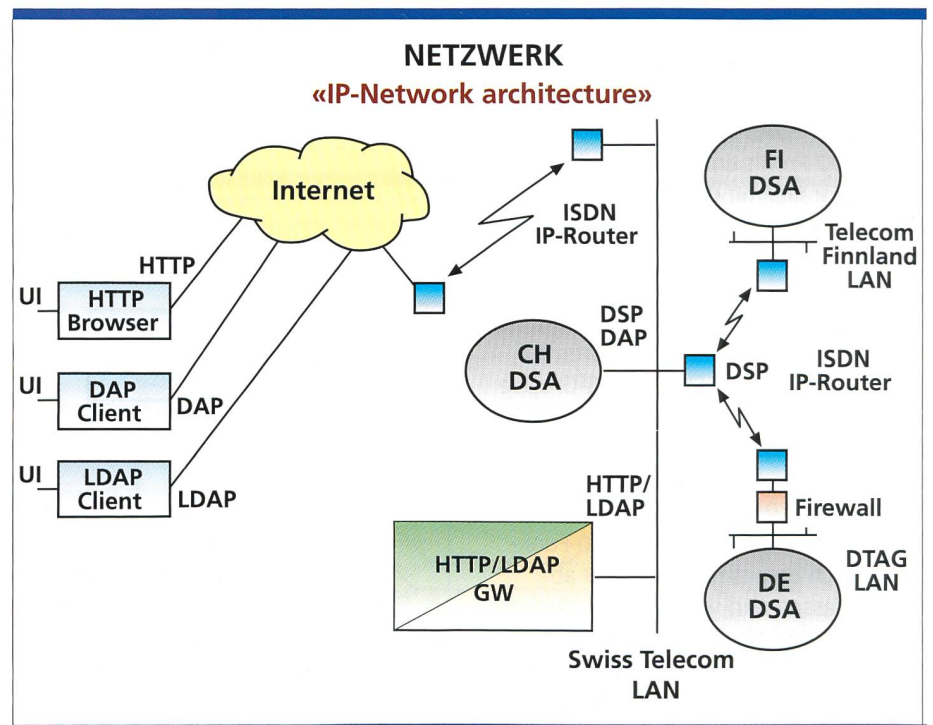 NETZWERK
«IP-Network architecture»
Internet
ISDN
IP-Router
HTTP
UI
HTTP
Browser
UI
DAP
Client
DAP
UI
LDAP
Client
LDAP
CH
DSA
DSP
DAP
HTTP/
LDAP
HTTP/LDAP
GW
Swiss Telecom
LAN
FI
DSA
Telecom
Finnland
LAN
DSP
ISDN
IP-Router
Firewall
DTAG
LAN
DE
DSA